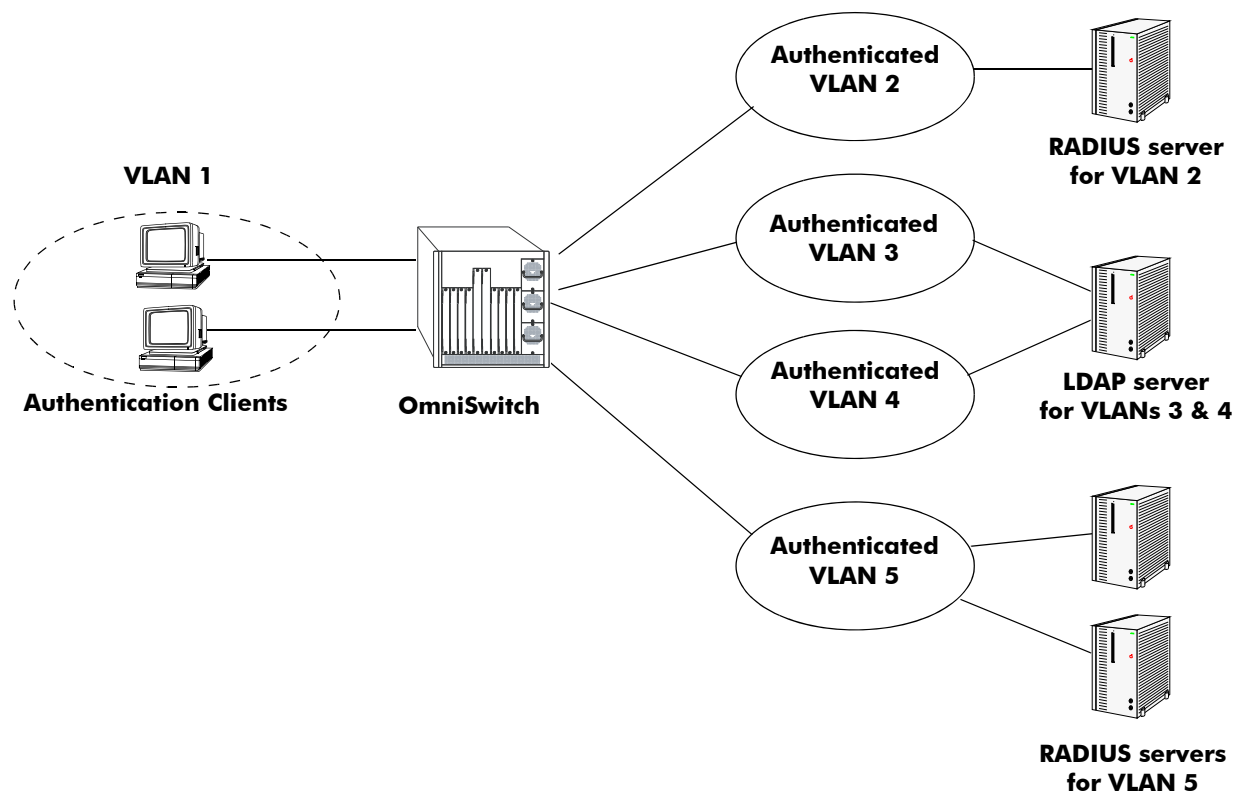 Authenticated
VLAN 2
RADIUS server
for VLAN 2
VLAN 1
Authentication Clients
OmniSwitch
Authenticated
VLAN 3
Authenticated
VLAN 4
LDAP server
for VLANs 3 & 4
Authenticated
VLAN 5
RADIUS servers
for VLAN 5